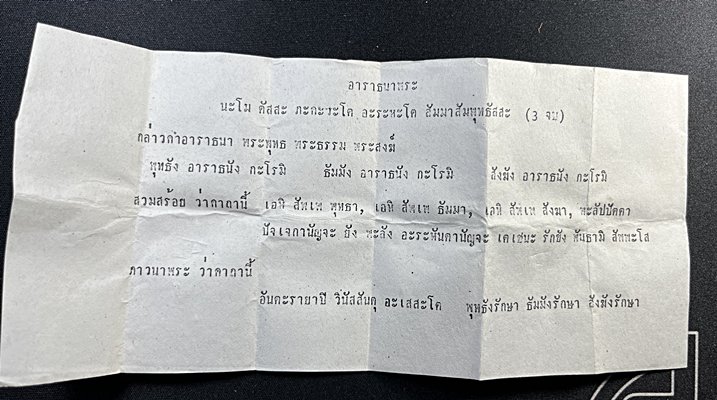 อาราธนาพระ
นะโม ตัสสะ ภะคะวะโต อะระหะโต สัมมาสัมพุทธัสสะ (3 จบ)
กล่าวคำอาราธนา พระพุทธ พระธรรม พระสงฆ์
พุทธัง อาราธนัง กะโรมิ ธัมมัง อาราธนัง กะโรมิ สังฆัง อาราธนัง กะโรมิ
สวมสร้อย ว่าคาถานี้ เอหิ สัพเพ พุทธา, เอหิ สัพเพ ธัมมา, เอหิ สัพเพ สังฆา, พะลัปปัตตา
ปัจเจกานัญจะ ยัง พะลัง อะระหันตานัญจะ เตเชนะ รักขัง พันธามิ สัพพะโส
ภาวนาพระ ว่าคาถานี้
อันตะรายาปิ วินัสสันตุ อะเสสะโต พุทธังรักษา ธัมมังรักษา สังฆังรักษา